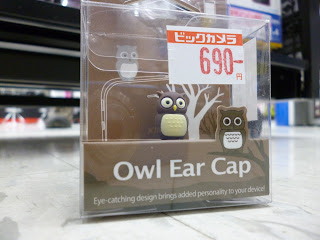 ビックカメラ
690-
円
Owl Ear Cap
Eye-catching design brings added personality to your device!